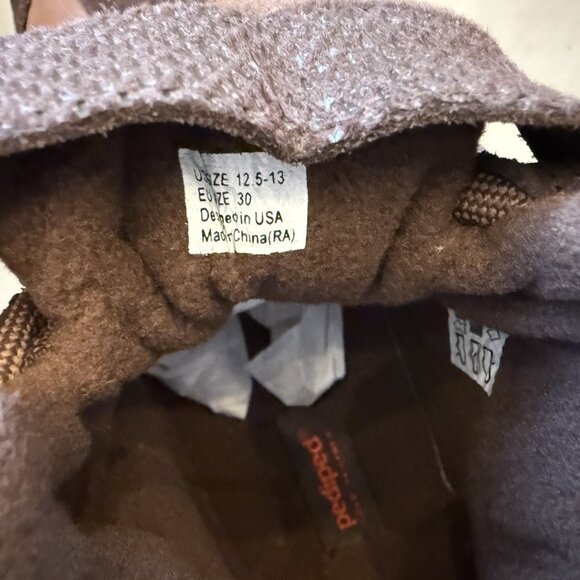 US SIZE 12.5-13
EU SIZE 30
Designed in USA
Made in China(RA)
pediped